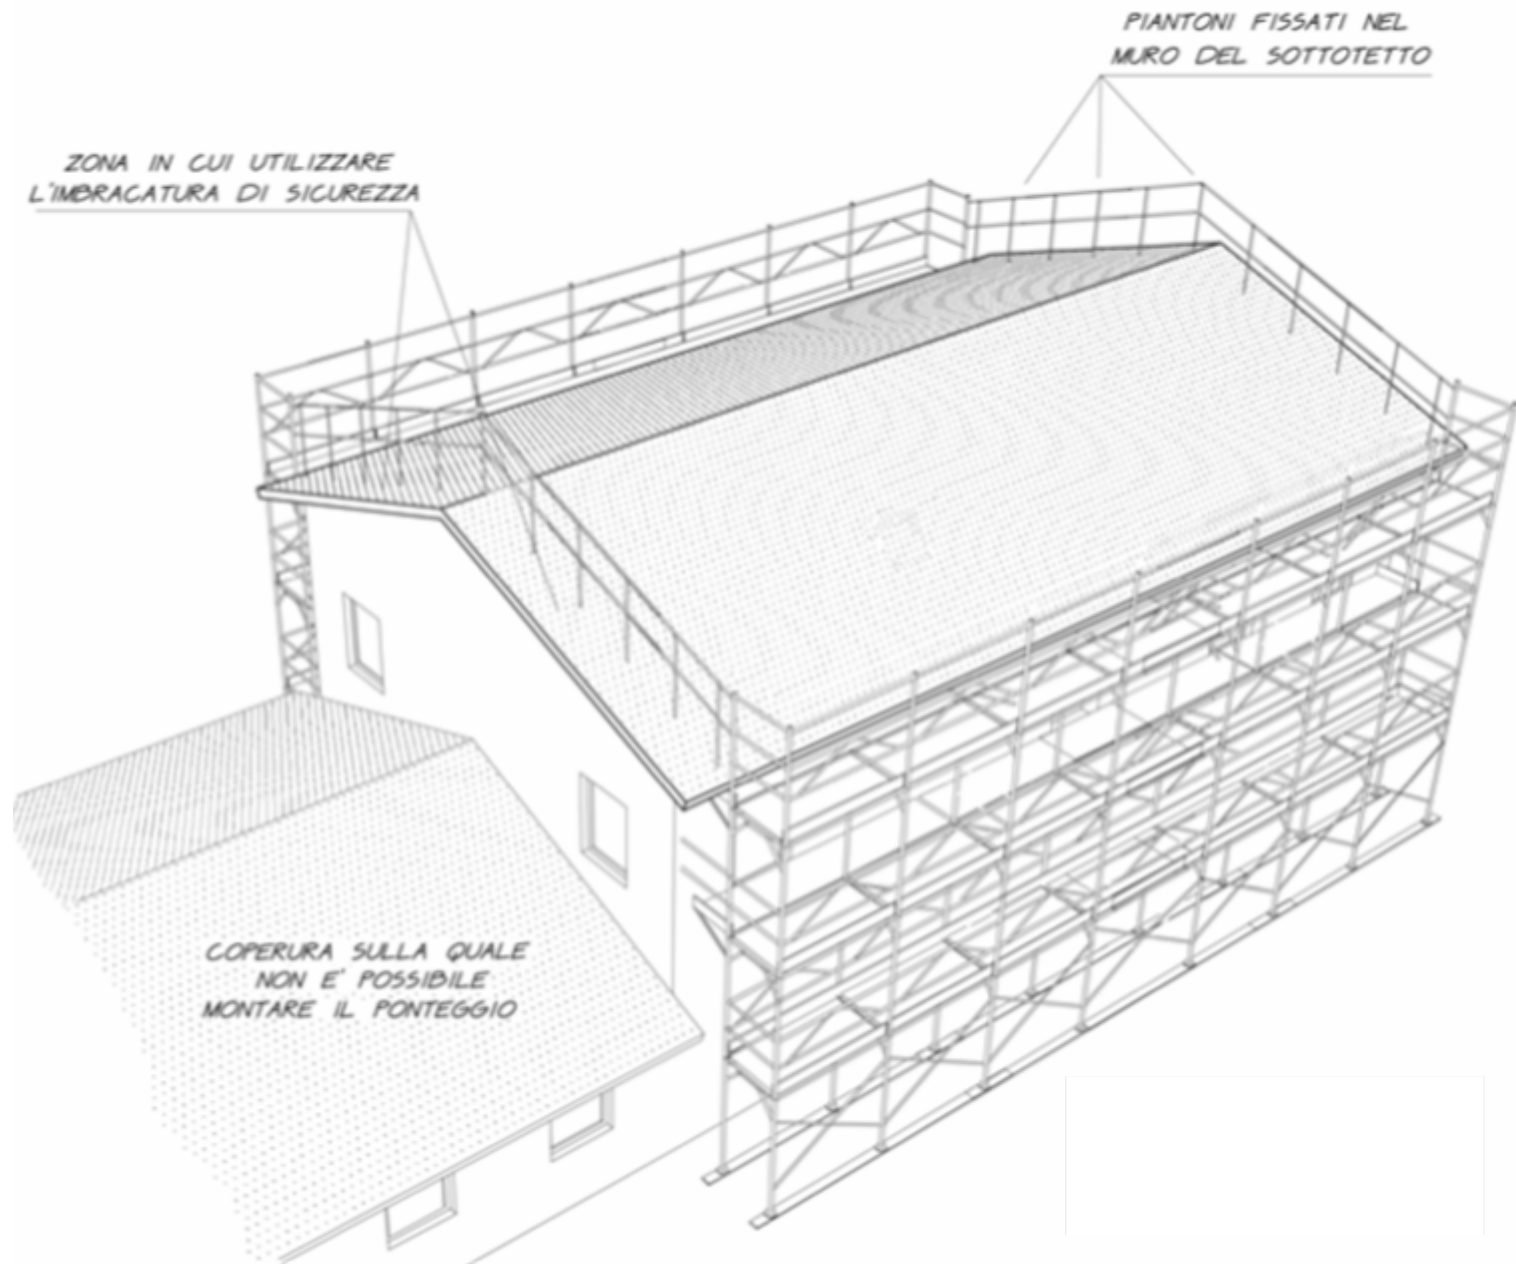 PIANTONI FISSATI NEL
MURO DEL SOTTOTETTO
ZONA IN CUI UTILIZZARE
L'IMBRACATURA DI SICUREZZA
COPERURA SULLA QUALE
NON E' POSSIBILE
MONTARE IL PONTEGGIO